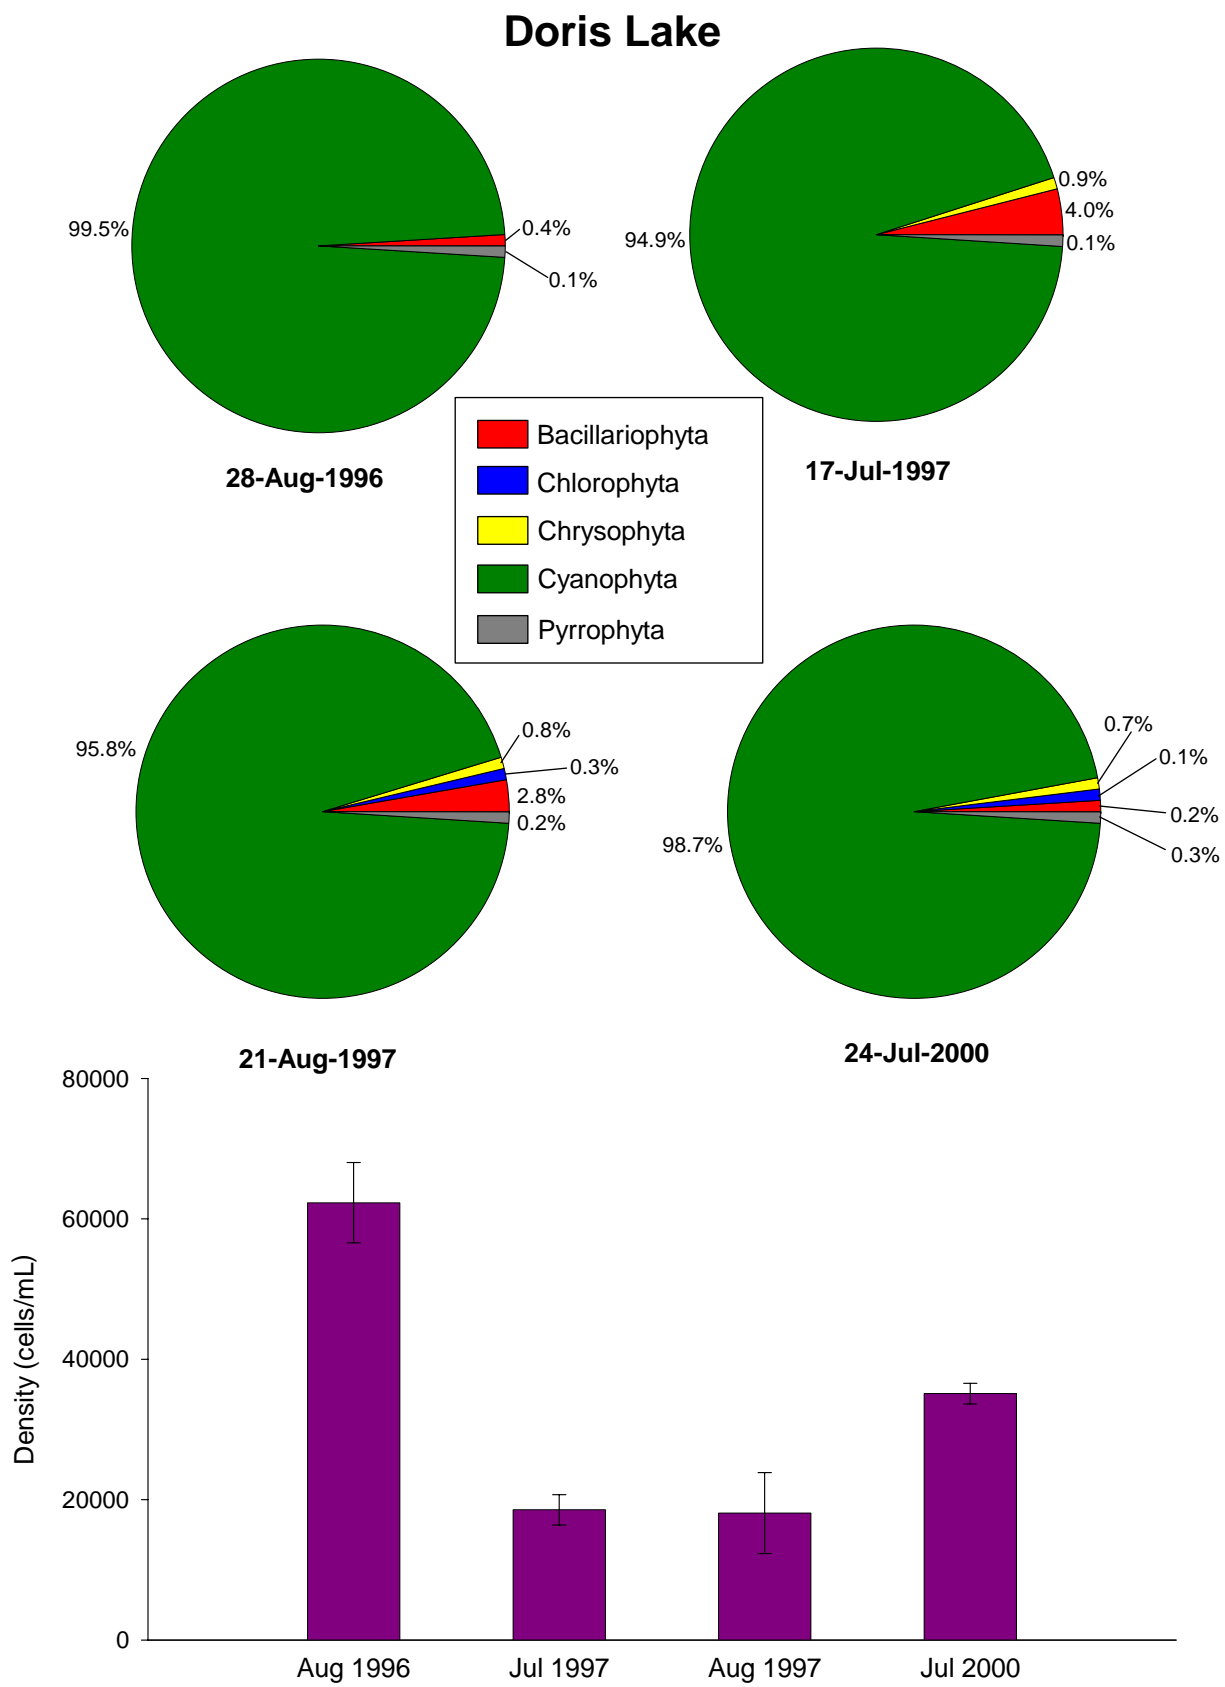 Doris Lake
99.5%
0.4%
0.1%
28-Aug-1996
94.9%
0.9%
4.0%
0.1%
17-Jul-1997
Bacillariophyta
Chlorophyta
Chrysophyta
Cyanophyta
Pyrrophyta
95.8%
0.8%
0.3%
2.8%
0.2%
21-Aug-1997
98.7%
0.7%
0.1%
0.2%
0.3%
24-Jul-2000
Density (cells/mL)
80000
60000
40000
20000
0
Aug 1996
Jul 1997
Aug 1997
Jul 2000